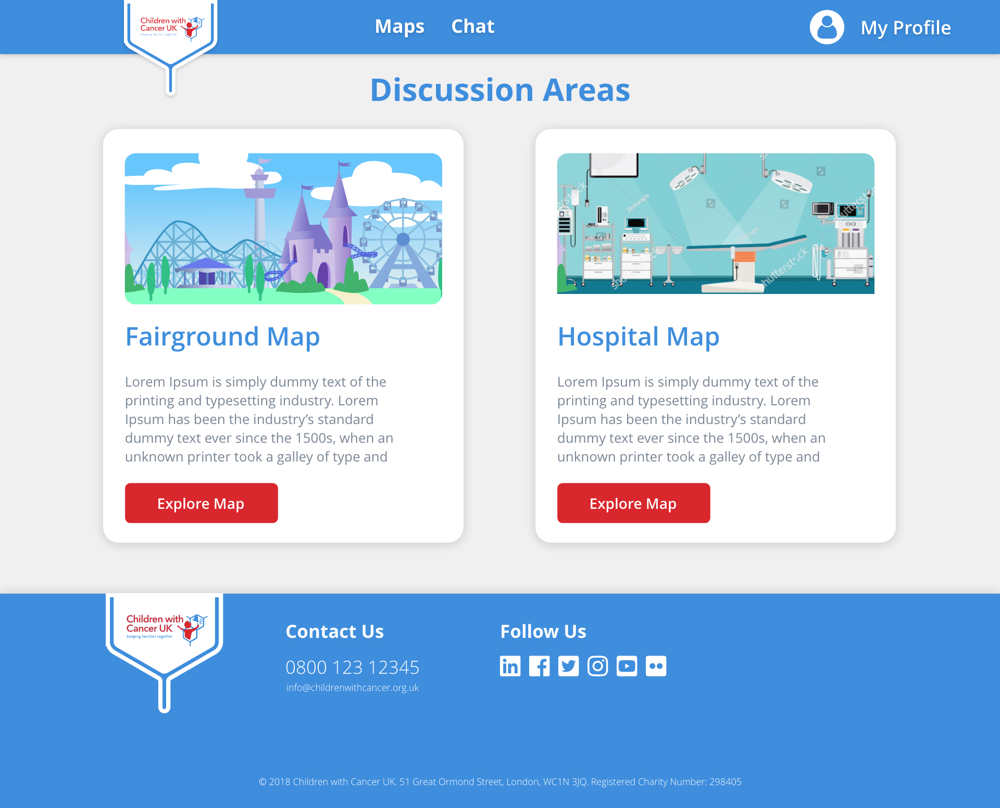 Children with
Cancer UK
Keeping families together
Maps
Chat
My Profile
Discussion Areas
shutterstock
Zentangle
shutterstock
Zentangle
shutterstock
shutterstock
Fairground Map
Lorem Ipsum is simply dummy text of the
printing and typesetting industry. Lorem
Ipsum has been the industry’s standard
dummy text ever since the 1500s, when an
unknown printer took a galley of type and
Explore Map
Hospital Map
Lorem Ipsum is simply dummy text of the
printing and typesetting industry. Lorem
Ipsum has been the industry’s standard
dummy text ever since the 1500s, when an
unknown printer took a galley of type and
Explore Map
Children with
Cancer UK
Keeping families together
Contact Us
0800 123 12345
info@childrenwithcancer.org.uk
Follow Us
© 2018 Children with Cancer UK. 51 Great Ormond Street, London, WC1N 3JQ. Registered Charity Number: 298405